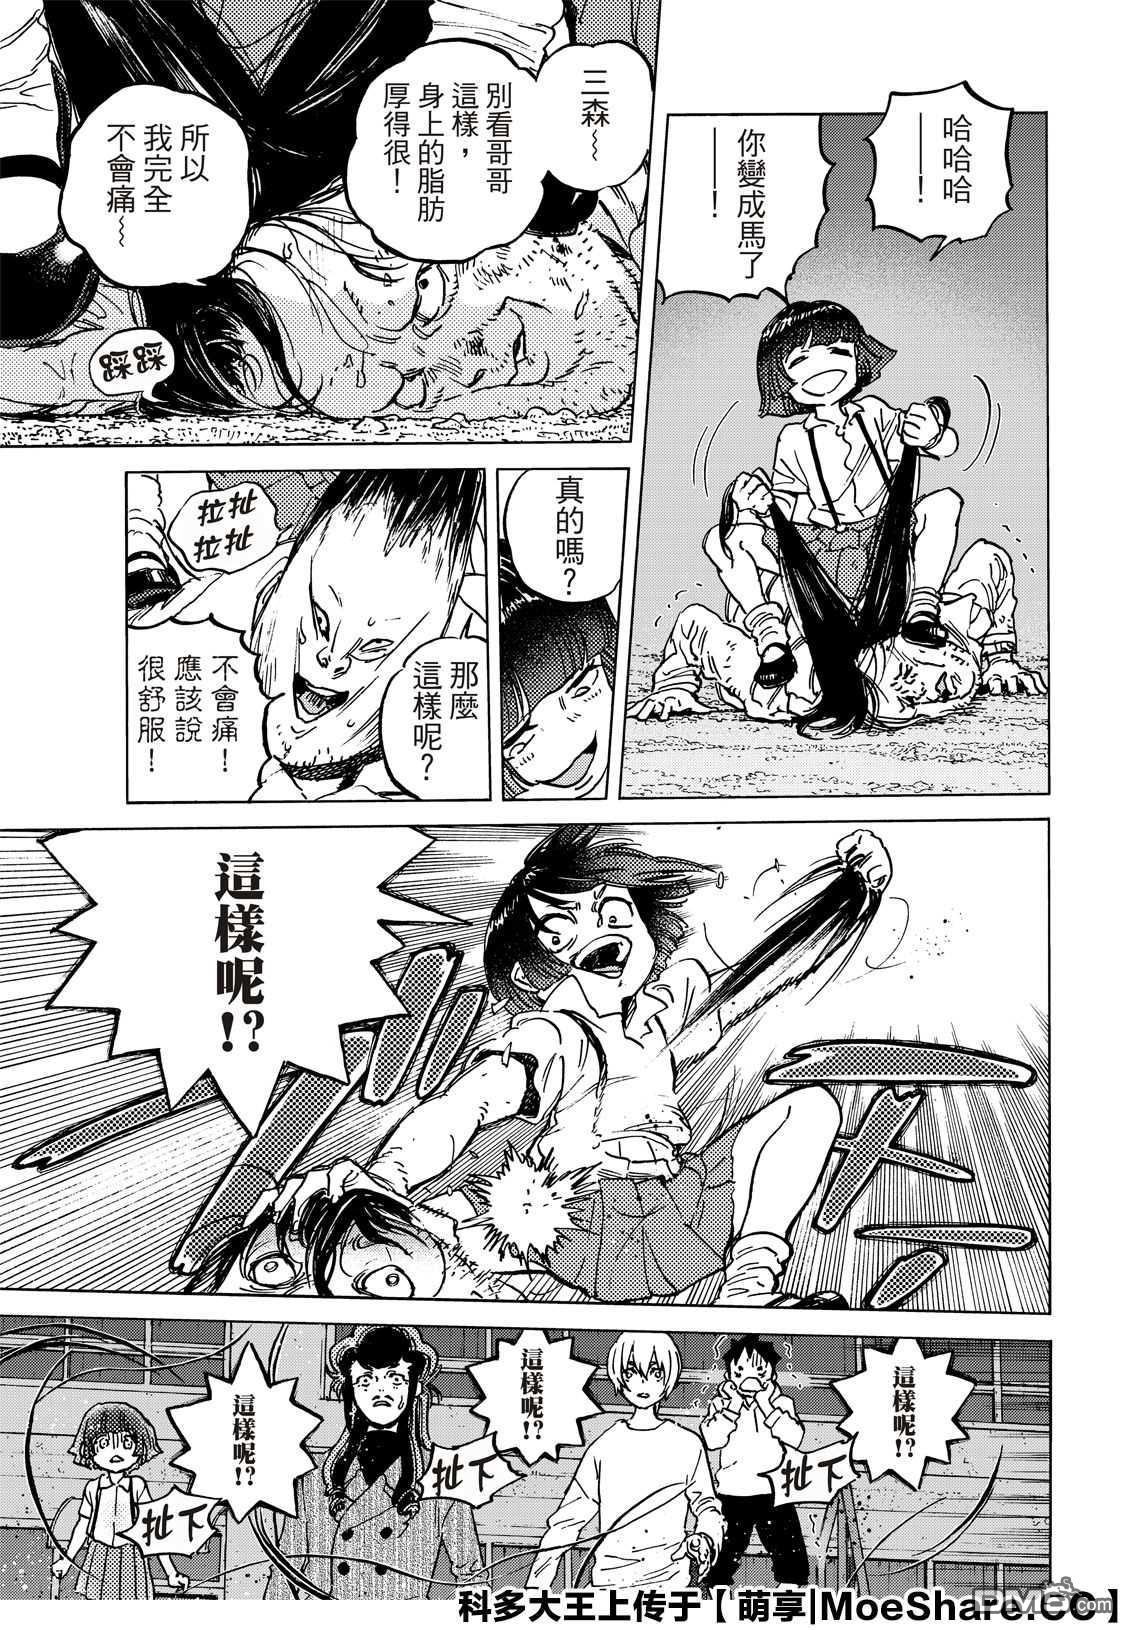 哈哈哈
——！
你變成馬了
——！
三森～
別看哥哥
這樣，
身上的脂肪
厚得很！
所以
我完全
不會痛～
踩踩
真的嗎？
那麼
這樣呢？
拉扯
拉扯
不會痛！
應該說
很舒服！
這樣呢！？
這樣呢！？
扯下
這樣呢！？
扯下
這樣呢！？
扯下
科多大王上传于【萌享|MoeShare.CC】